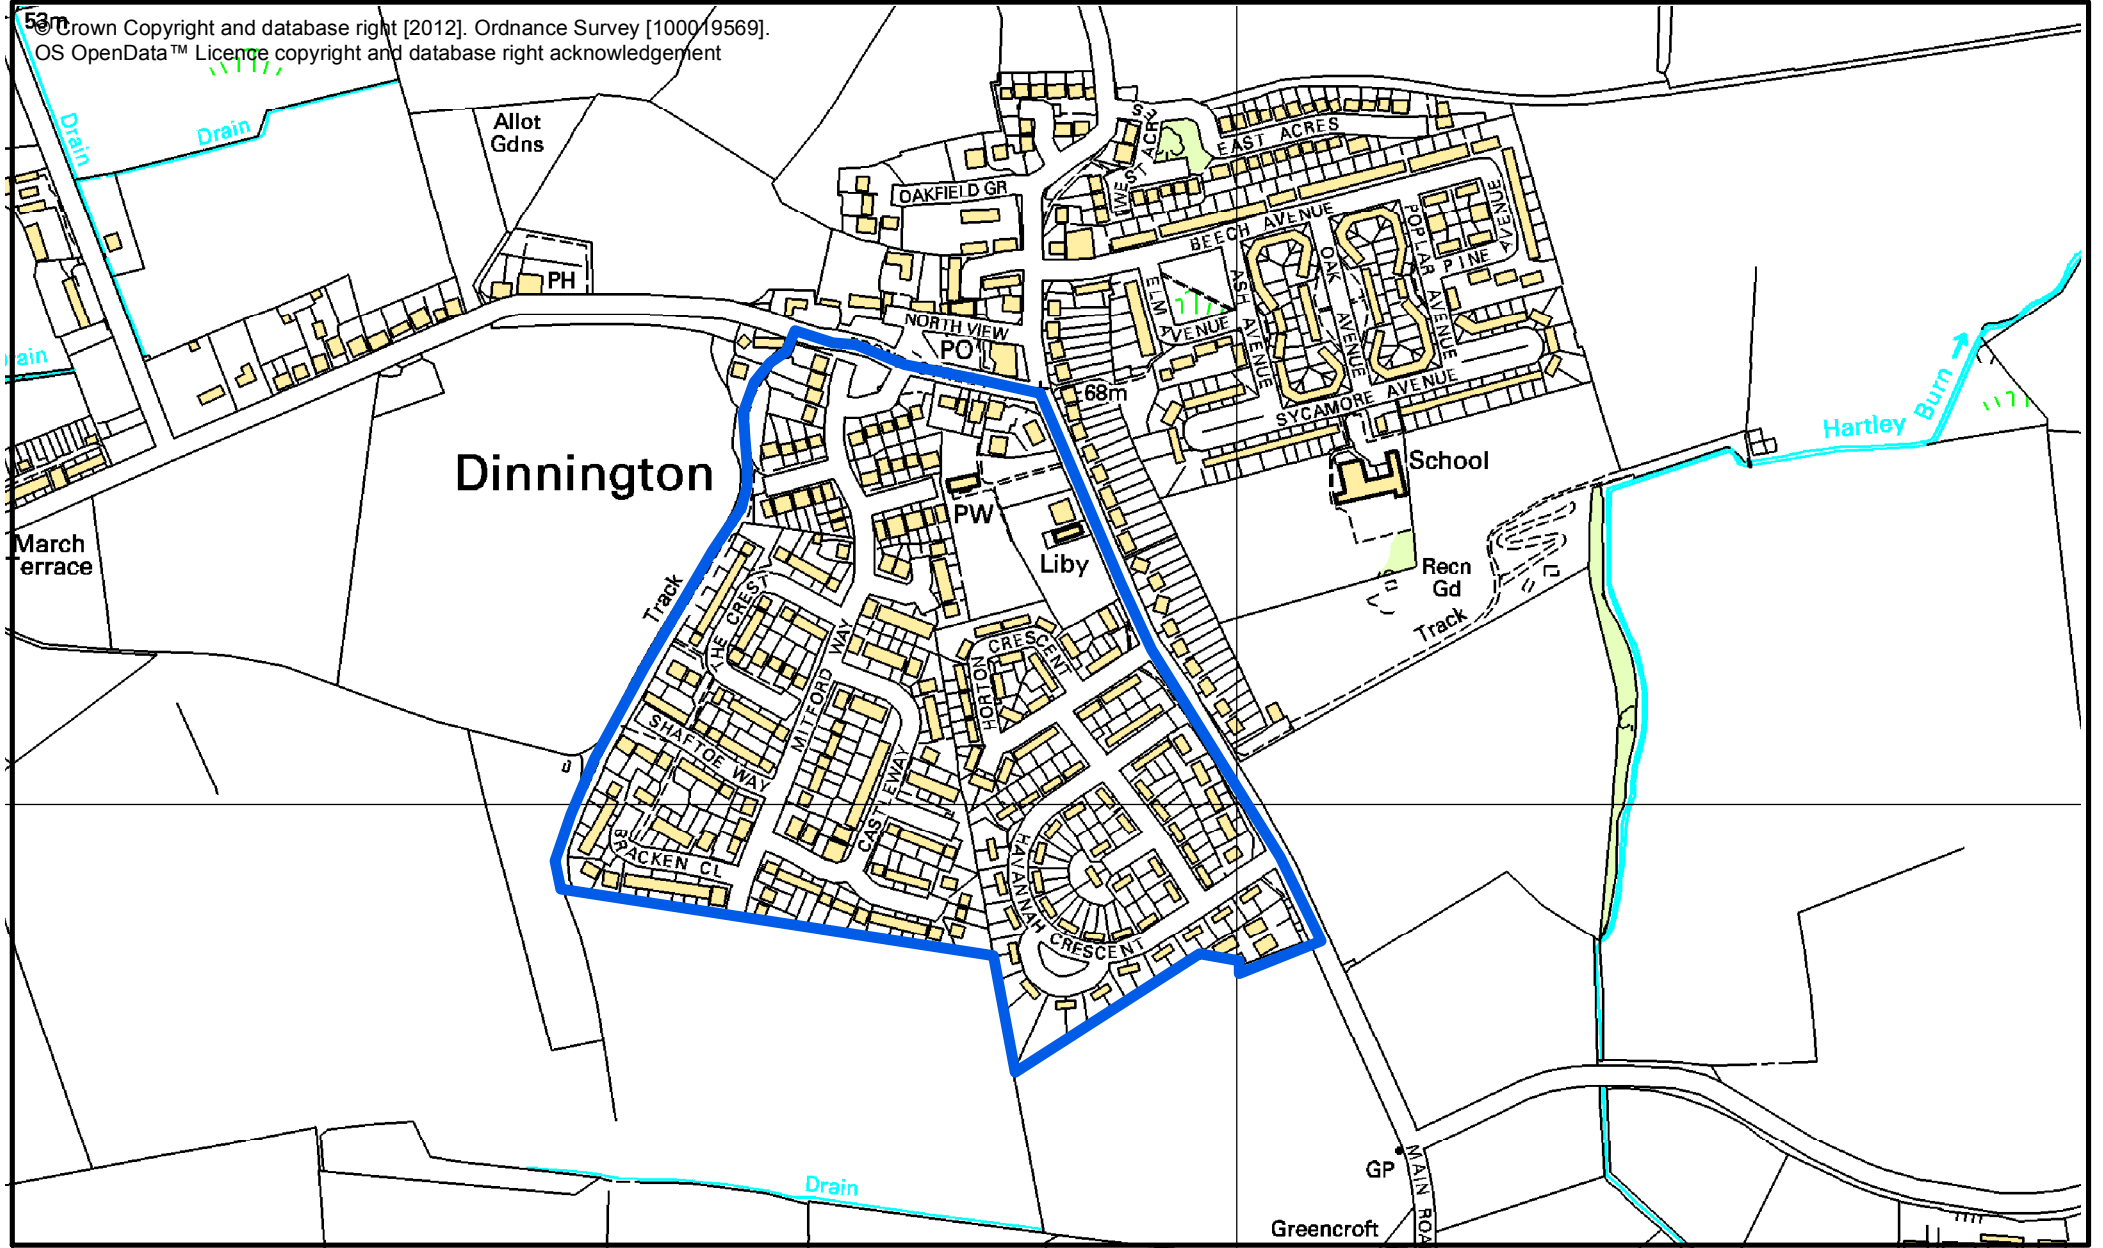 53m
© Crown Copyright and database right [2012]. Ordnance Survey [100019569].
OS OpenData™ Licence copyright and database right acknowledgement
Drain
Drain
Allot
Gdns
WEST ACRES
EAST ACRES
OAKFIELD GR
BEECH AVENUE
POPLAR AVENUE
PINE AVENUE
OAK AVENUE
ASH AVENUE
ELM AVENUE
PH
NORTH VIEW
PO
68m
SYCAMORE AVENUE
Hartley Burn
Dinnington
School
PW
Liby
March
Terrace
Recn
Gd
Track
Track
THE CREST
MITFORD WAY
HORTON CRESCENT
SHAFTOE WAY
CASTLEWAY
BRACKEN CL
HAVANNAH CRESCENT
Drain
GP
MAIN ROA
Greencroft